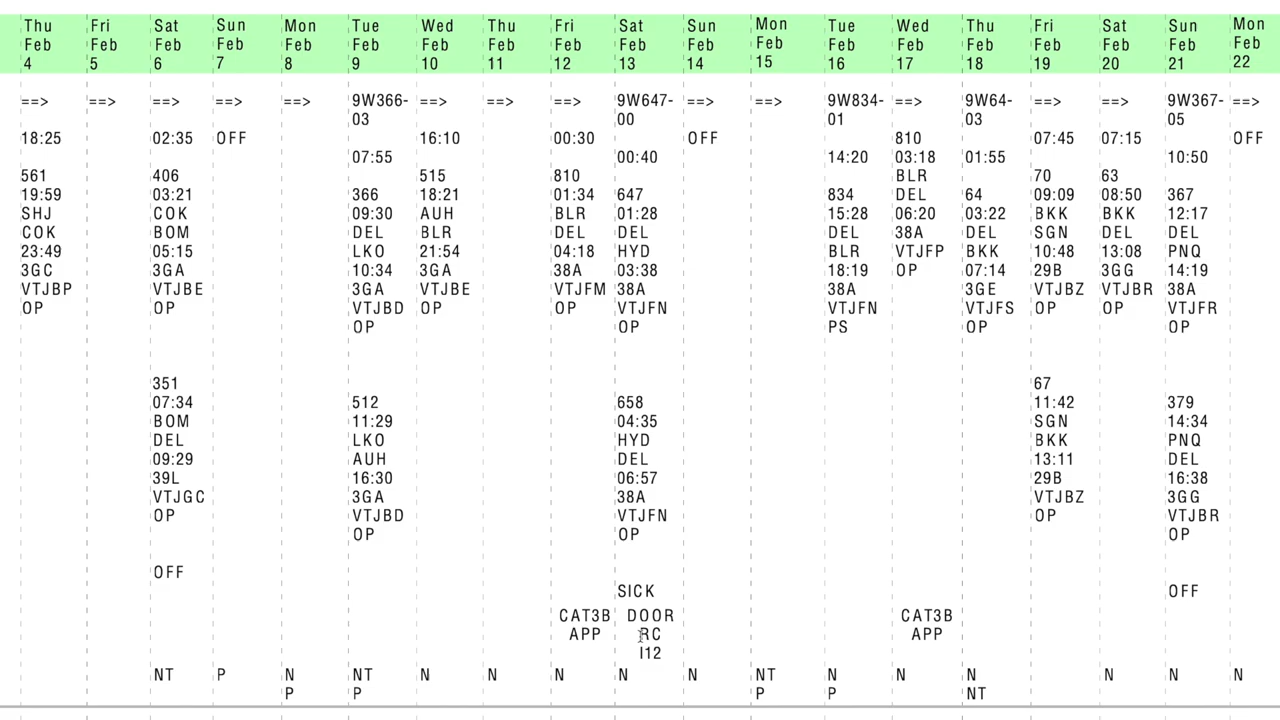 Thu Feb 4
==>
18:25
561
19:59
SHJ
COK
23:49
3GC
VTJBP
OP
Fri Feb 5
==>
Sat Feb 6
==>
02:35
406
03:21
COK
BOM
05:15
3GA
VTJBE
OP
351
07:34
BOM
DEL
09:29
39L
VTJGC
OP
OFF
NT
Sun Feb 7
==>
OFF
P
Mon Feb 8
==>
N
P
Tue Feb 9
9W366-
03
07:55
366
09:30
DEL
LKO
10:34
3GA
VTJBD
OP
512
11:29
LKO
AUH
16:30
3GA
VTJBD
OP
NT
P
Wed Feb 10
==>
16:10
515
18:21
AUH
BLR
21:54
3GA
VTJBE
OP
N
Thu Feb 11
==>
N
Fri Feb 12
==>
00:30
810
01:34
BLR
DEL
04:18
38A
VTJFM
OP
CAT3B
APP
N
Sat Feb 13
9W647-
00
00:40
647
01:28
DEL
HYD
03:38
38A
VTJFN
OP
658
04:35
HYD
DEL
06:57
38A
VTJFN
OP
SICK
DOOR
RC
I12
N
Sun Feb 14
==>
OFF
N
Mon Feb 15
==>
NT
P
Tue Feb 16
9W834-
01
14:20
834
15:28
DEL
BLR
18:19
38A
VTJFN
PS
N
P
Wed Feb 17
==>
810
03:18
BLR
DEL
06:20
38A
VTJFP
OP
CAT3B
APP
N
Thu Feb 18
9W64-
03
01:55
64
03:22
DEL
BKK
07:14
3GE
VTJFS
OP
N
NT
Fri Feb 19
==>
07:45
70
09:09
BKK
SGN
10:48
29B
VTJBZ
OP
67
11:42
SGN
BKK
13:11
29B
VTJBZ
OP
Sat Feb 20
==>
07:15
63
08:50
BKK
DEL
13:08
3GG
VTJBR
OP
N
Sun Feb 21
9W367-
05
10:50
367
12:17
DEL
PNQ
14:19
38A
VTJFR
OP
379
14:34
PNQ
DEL
16:38
3GG
VTJBR
OP
OFF
N
Mon Feb 22
==>
OFF
N